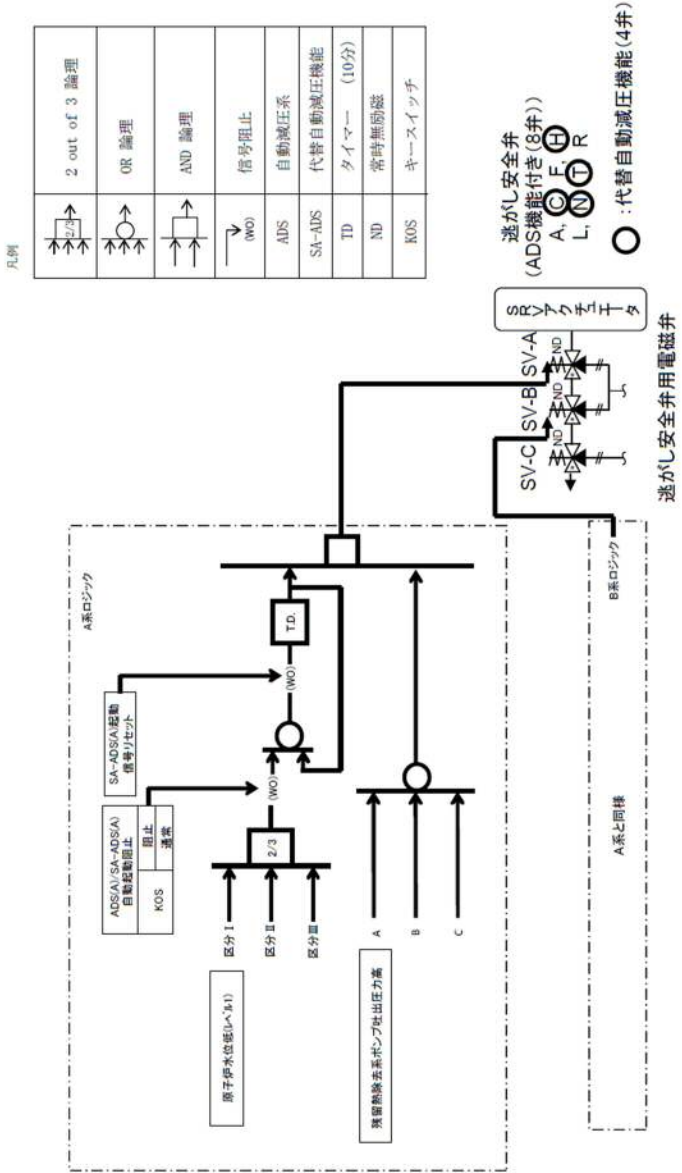 凡例
2/3
2 out of 3 論理
OR 論理
AND 論理
(WO)
信号阻止
ADS
自動減圧系
SA-ADS
代替自動減圧機能
TD
タイマー (10分)
ND
常時無励磁
KOS
キースイッチ
A系ロジック
ADS(A)/SA-ADS(A)
自動起動阻止
KOS
阻止
通常
SA-ADS(A)起動
信号リセット
原子炉水位低(レベル1)
区分Ⅰ
区分Ⅱ
区分Ⅲ
2/3
(WO)
(WO)
T.D.
残留熱除去系ポンプ吐出圧力高
A
B
C
A系と同様
B系ロジック
SV-C
SV-B
SV-A
ND
ND
ND
SRVアクチュエータ
逃がし安全弁用電磁弁
逃がし安全弁
(ADS機能付き(8弁))
A, C F, H
L, N T R
:代替自動減圧機能(4弁)